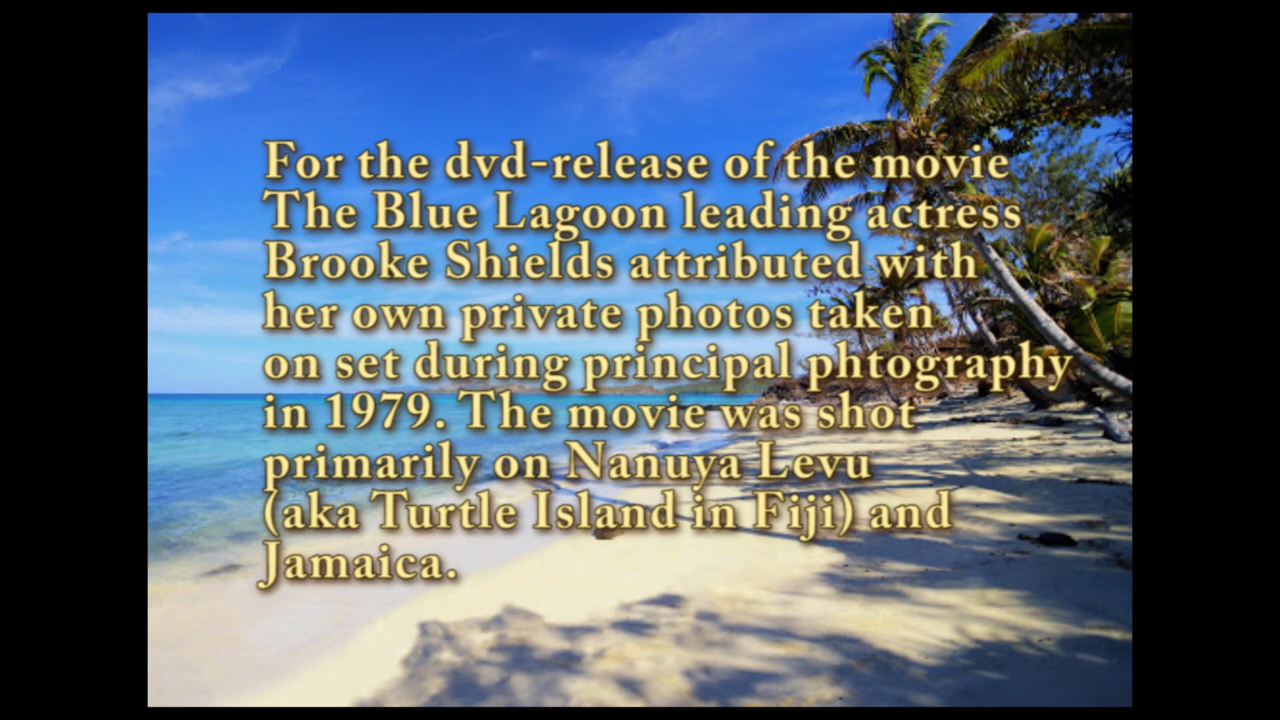 For the dvd-release of the movie
The Blue Lagoon leading actress
Brooke Shields attributed with
her own private photos taken
on set during principal phtography
in 1979. The movie was shot
primarily on Nanuya Levu
(aka Turtle Island in Fiji) and
Jamaica.